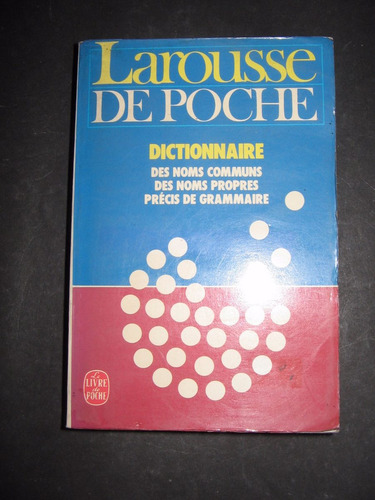 Larousse
DE POCHE
DICTIONNAIRE
DES NOMS COMMUNS
DES NOMS PROPRES
PRÉCIS DE GRAMMAIRE
Le
LIVRE
de
POCHE